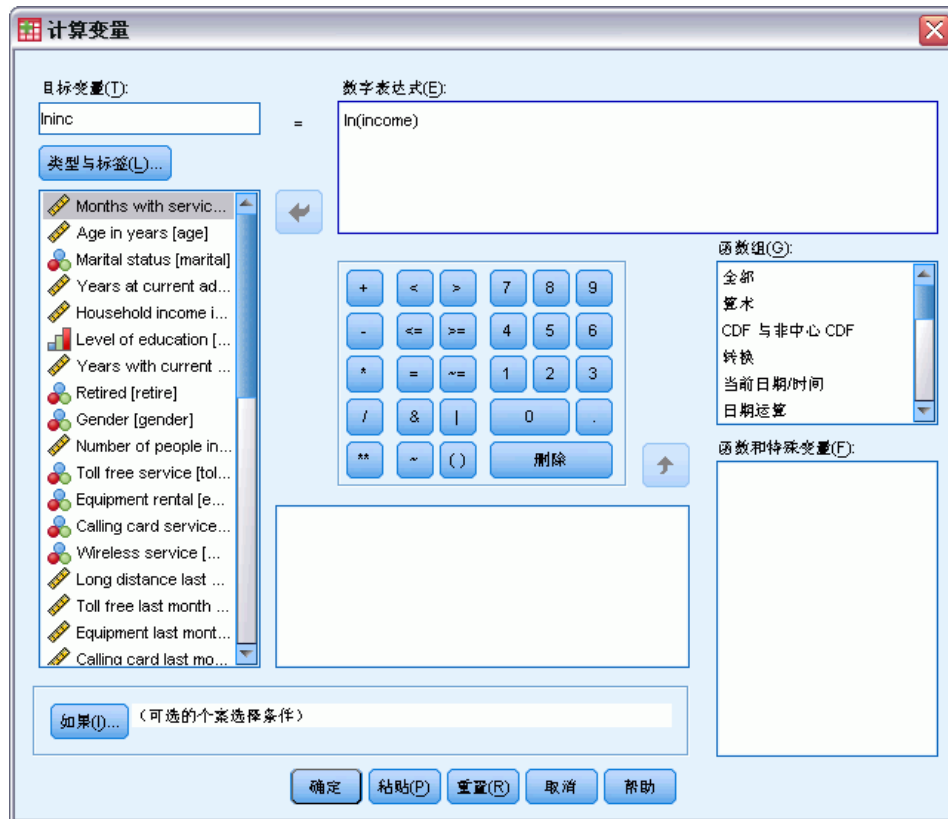 计算变量
目标变量(T):
lninc
=
数字表达式(E):
ln(income)
类型与标签(L)...
Months with servic...
Age in years [age]
Marital status [marital]
Years at current ad...
Household income i...
Level of education [...
Years with current ...
Retired [retire]
Gender [gender]
Number of people in...
Toll free service [tol...
Equipment rental [e...
Calling card service...
Wireless service [...
Long distance last ...
Toll free last month ...
Equipment last mont...
Calling card last mo...
+ < > 7 8 9
- <= >= 4 5 6
* = ~= 1 2 3
/ & | 0 .
** ~ ( ) 删除
函数组(G):
全部
算术
CDF 与非中心 CDF
转换
当前日期/时间
日期运算
函数和特殊变量(F):
如果(I)...
(可选的个案选择条件)
确定 粘贴(P) 重置(R) 取消 帮助